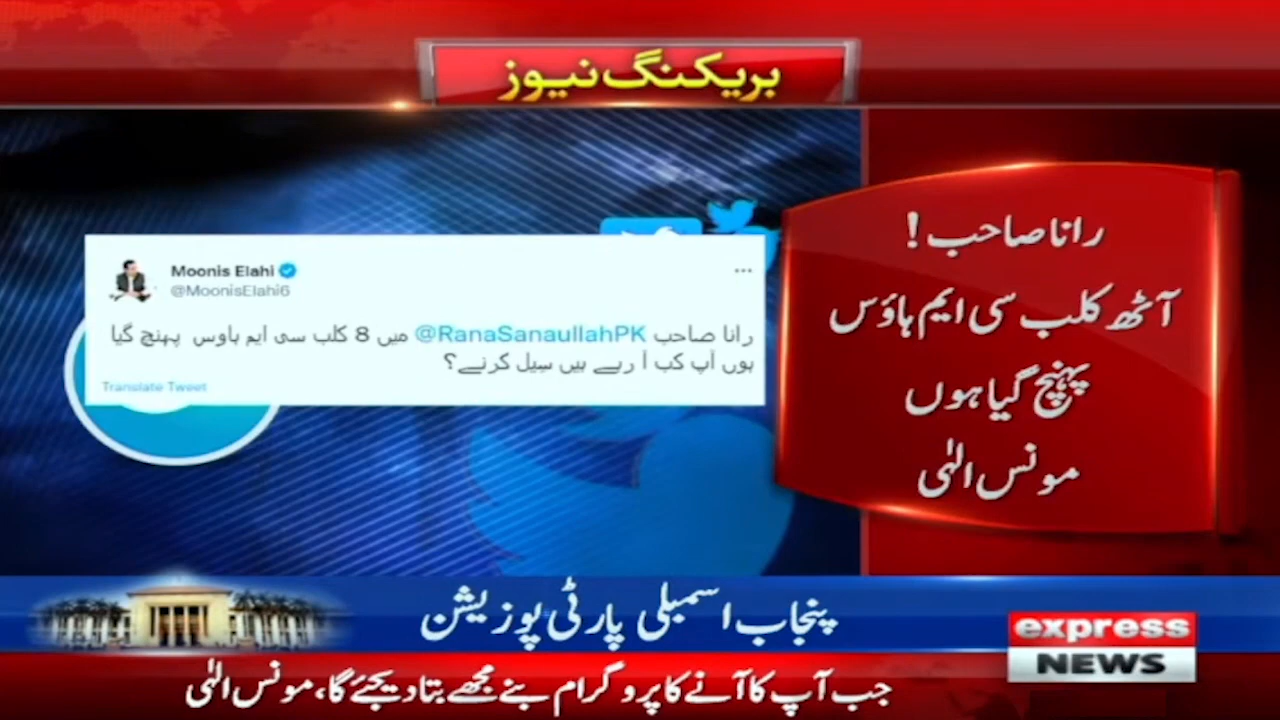 بریکنگ نیوز
Moonis Elahi
@MoonisElahi6
رانا صاحب @RanaSanaullahPK میں 8 کلب سی ایم ہاوس پہنچ گیا
ہوں آپ کب آ رہے ہیں سیل کرنے؟
Translate Tweet
رانا صاحب!
آٹھ کلب سی ایم ہاؤس
پہنچ گیا ہوں
مونس الٰہی
پنجاب اسمبلی پارٹی پوزیشن
express
NEWS
جب آپ کا آنے کا پروگرام بنے مجھے بتا دیجئے گا، مونس الٰہی